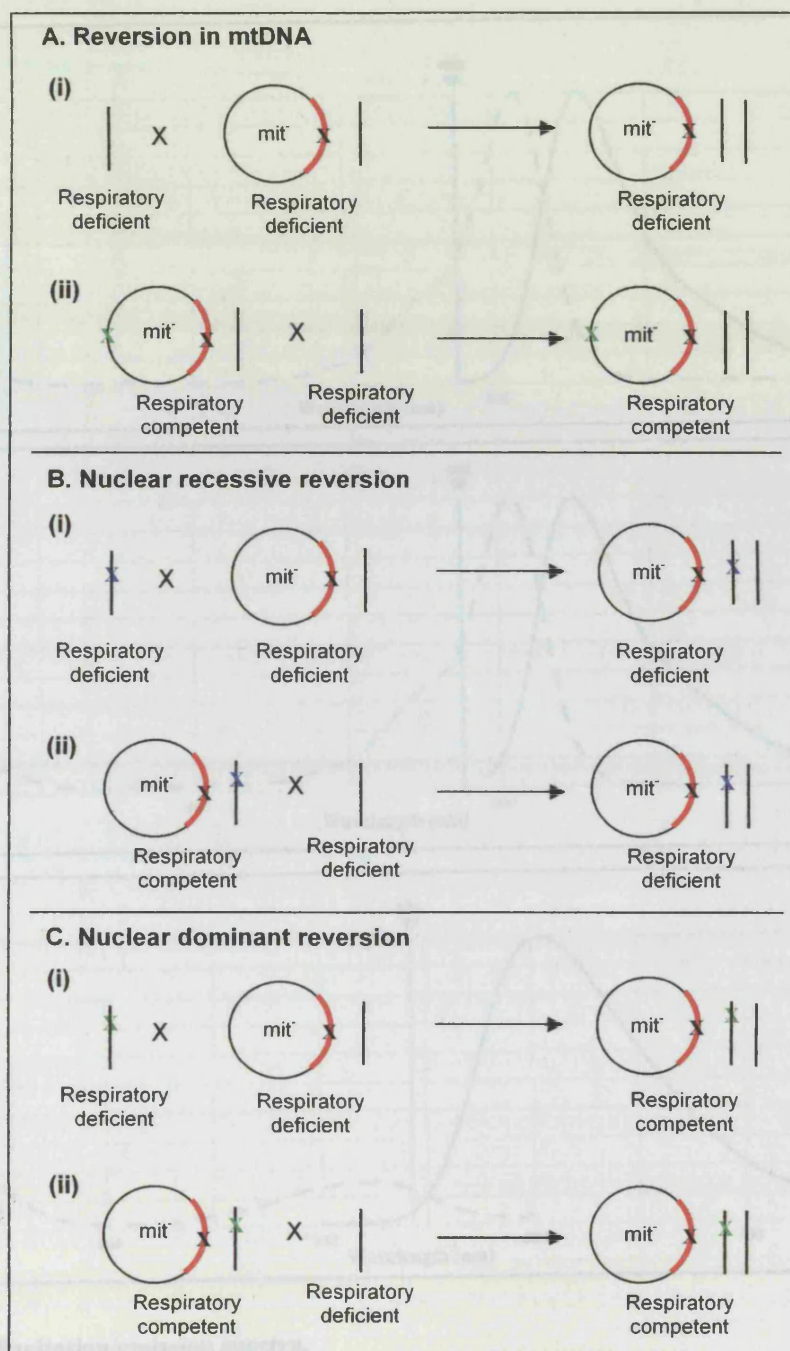 A. Reversion in mtDNA
(i)
X mit⁻ X mit⁻ X
Respiratory deficient
Respiratory deficient
Respiratory deficient
(ii)
X mit⁻ X X X mit⁻ X
Respiratory competent
Respiratory deficient
Respiratory competent
B. Nuclear recessive reversion
(i)
X X mit⁻ X mit⁻ X X
Respiratory deficient
Respiratory deficient
Respiratory deficient
(ii)
mit⁻ X X X mit⁻ X X
Respiratory competent
Respiratory deficient
Respiratory deficient
C. Nuclear dominant reversion
(i)
X X mit⁻ X mit⁻ X X
Respiratory deficient
Respiratory deficient
Respiratory competent
(ii)
mit⁻ X X X mit⁻ X X
Respiratory competent
Respiratory deficient
Respiratory competent